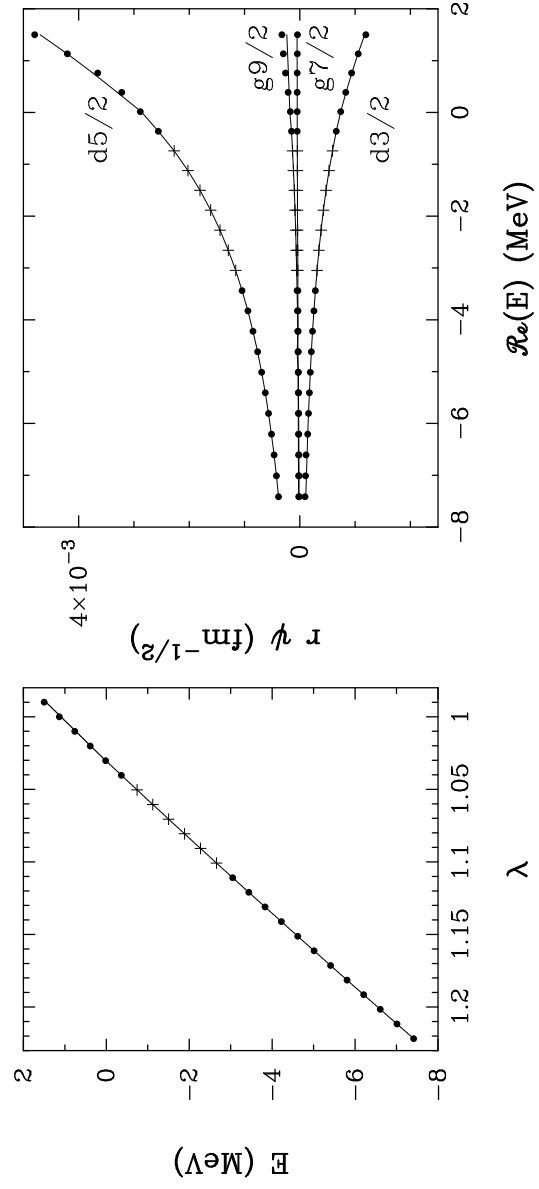 E (MeV)
2
0
−2
−4
−6
−8
1.2
1.15
1.1
1.05
1
λ
r ψ (fm⁻¹/²)
4×10⁻³
0
d5/2
g9/2
g7/2
d3/2
−8
−6
−4
−2
0
2
ℛℯ(E) (MeV)